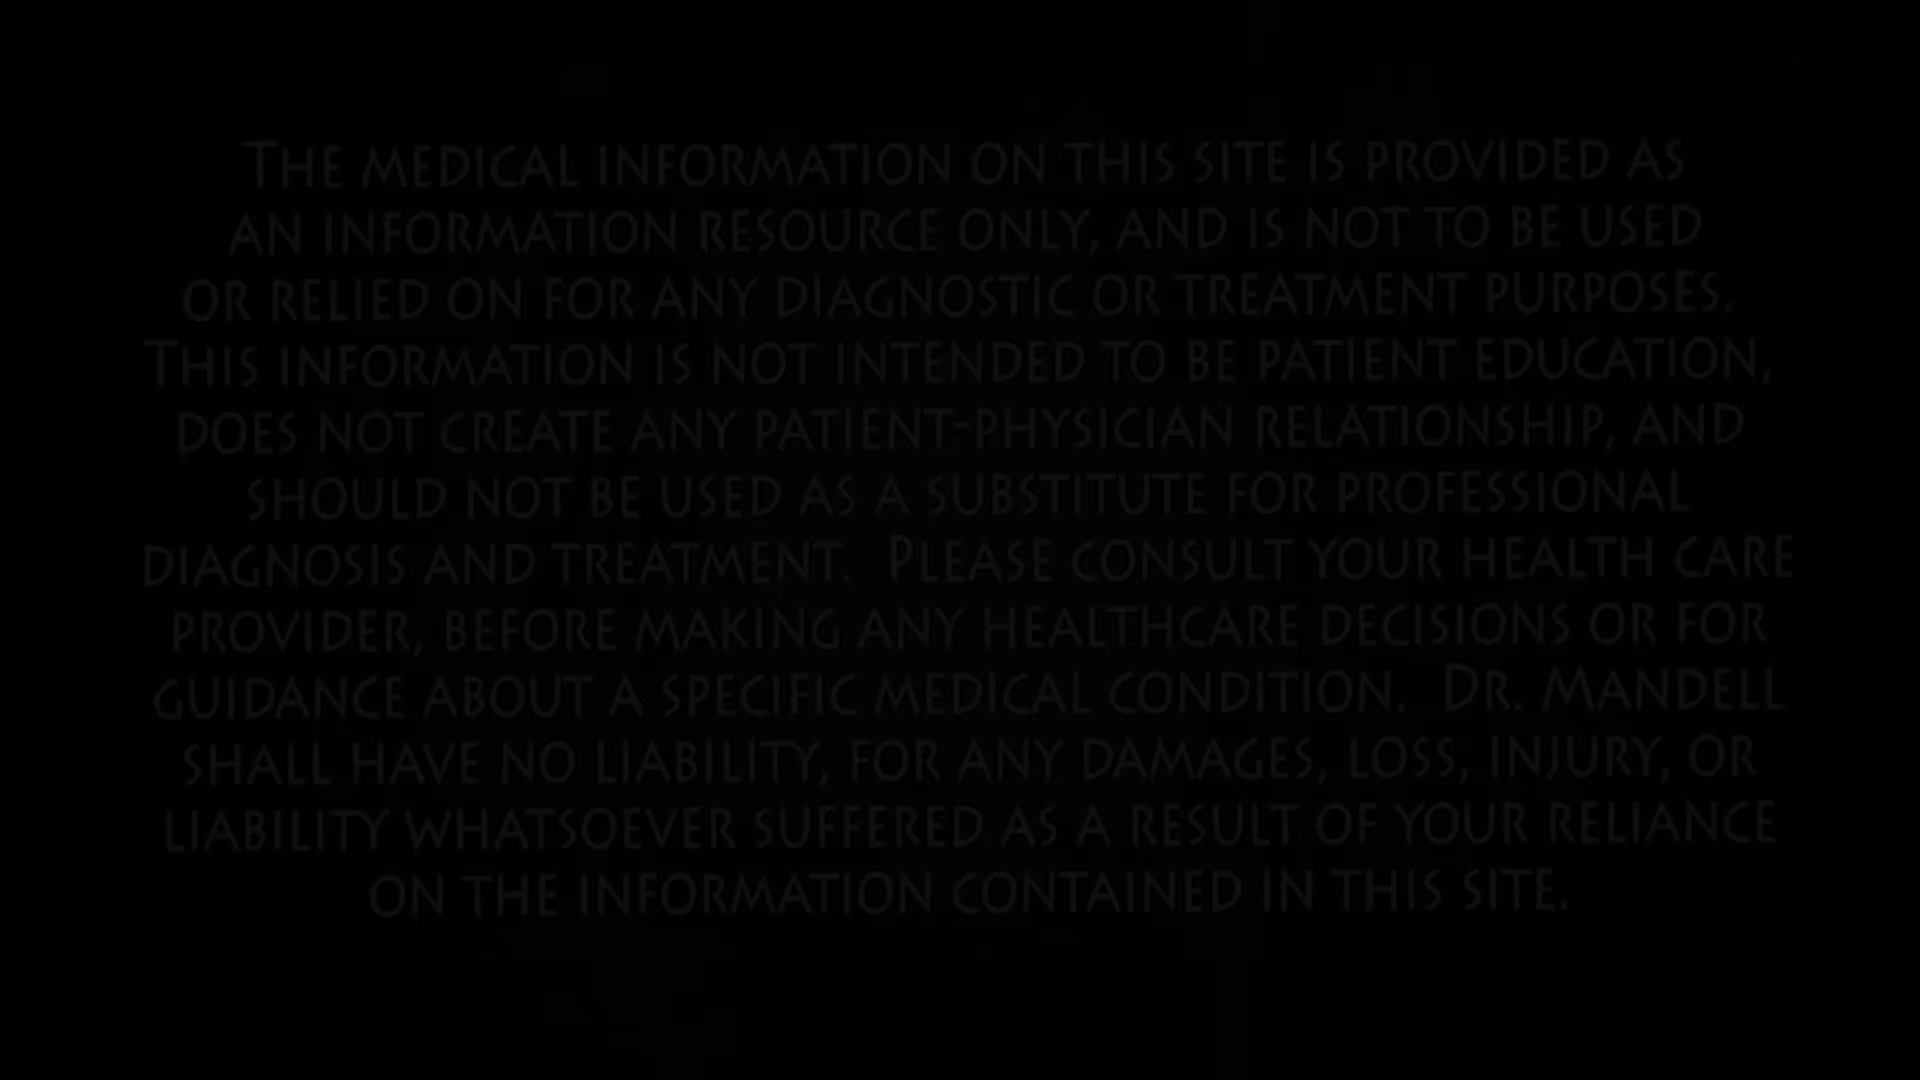 The medical information on this site is provided as
an information resource only, and is not to be used
or relied on for any diagnostic or treatment purposes.
This information is not intended to be patient education,
does not create any patient-physician relationship, and
should not be used as a substitute for professional
diagnosis and treatment. Please consult your health care
provider, before making any healthcare decisions or for
guidance about a specific medical condition. Dr. Mandell
shall have no liability, for any damages, loss, injury, or
liability whatsoever suffered as a result of your reliance
on the information contained in this site.